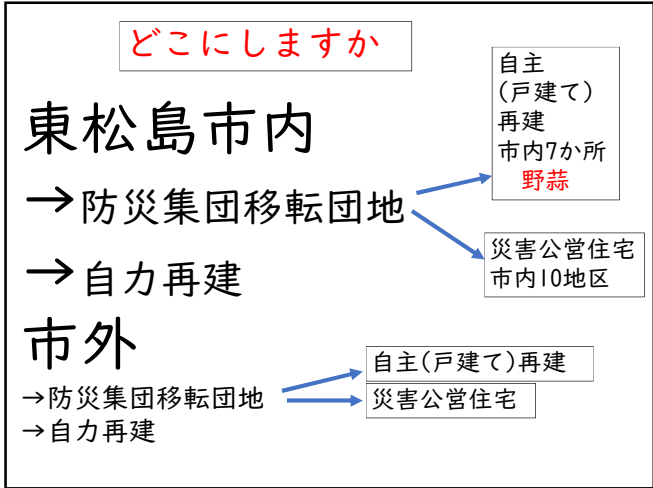 どこにしますか
東松島市内
→防災集団移転団地
自主
(戸建て)
再建
市内7か所
野蒜
災害公営住宅
市内10地区
→自力再建
市外
→防災集団移転団地
自主(戸建て)再建
災害公営住宅
→自力再建